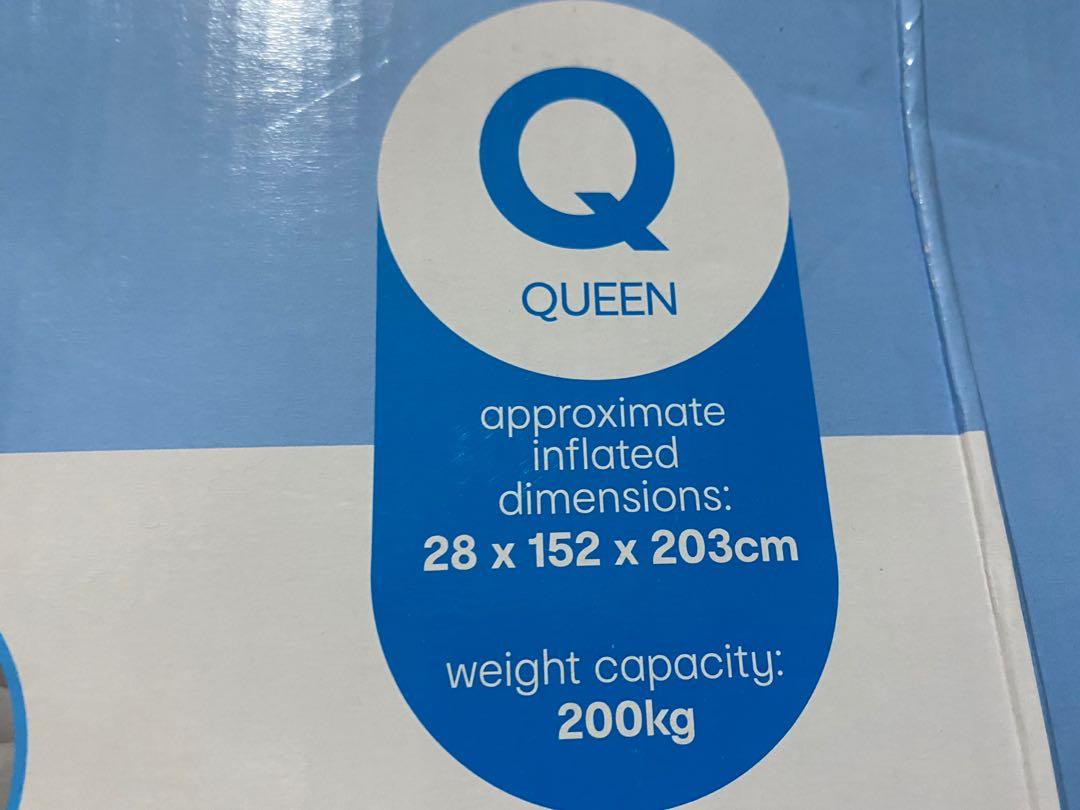 Q
QUEEN
approximate
inflated
dimensions:
28 x 152 x 203cm
weight capacity:
200kg